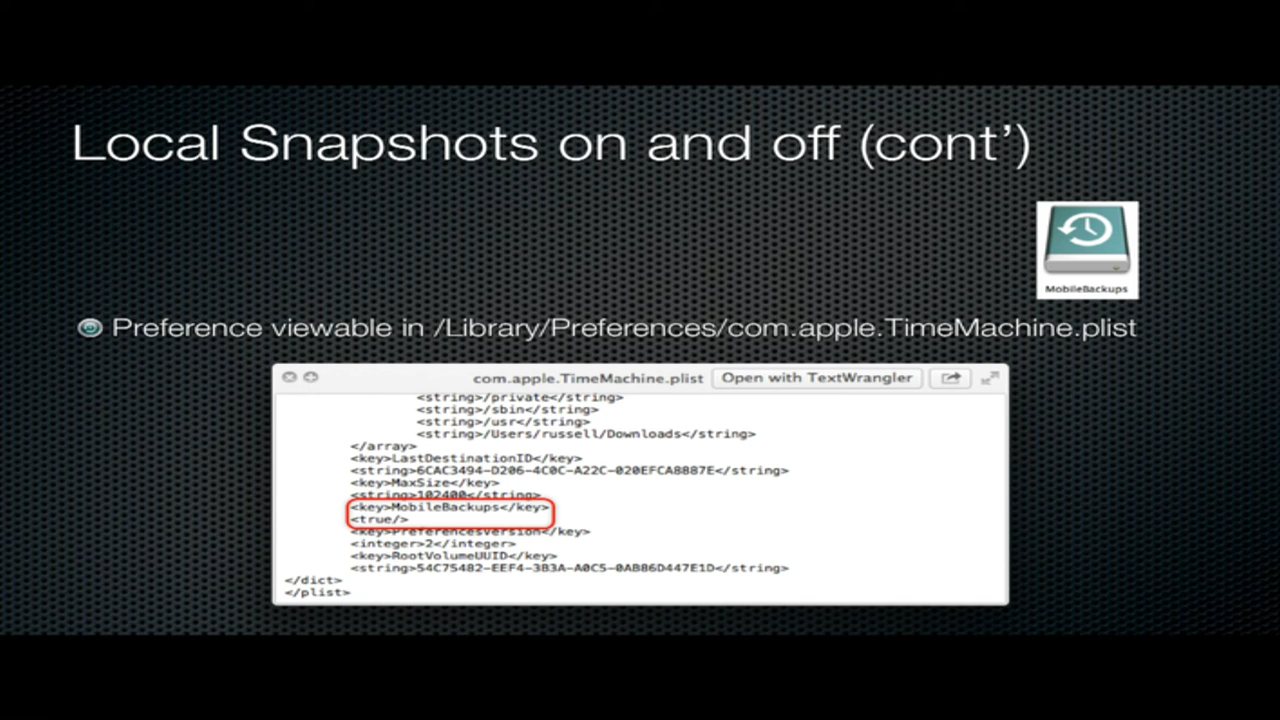 Local Snapshots on and off (cont’)
MobileBackups
Preference viewable in /Library/Preferences/com.apple.TimeMachine.plist
com.apple.TimeMachine.plist
Open with TextWrangler
<string>/private</string>
<string>/sbin</string>
<string>/usr</string>
<string>/Users/russell/Downloads</string>
</array>
<key>LastDestinationID</key>
<string>6CAC3494-D206-4C0C-A22C-020EFCA8887E</string>
<key>MaxSize</key>
<string>102400</string>
<key>MobileBackups</key>
<true/>
<key>PreferencesVersion</key>
<integer>2</integer>
<key>RootVolumeUUID</key>
<string>54C75482-EEF4-3B3A-A0C5-0AB86D447E1D</string>
</dict>
</plist>